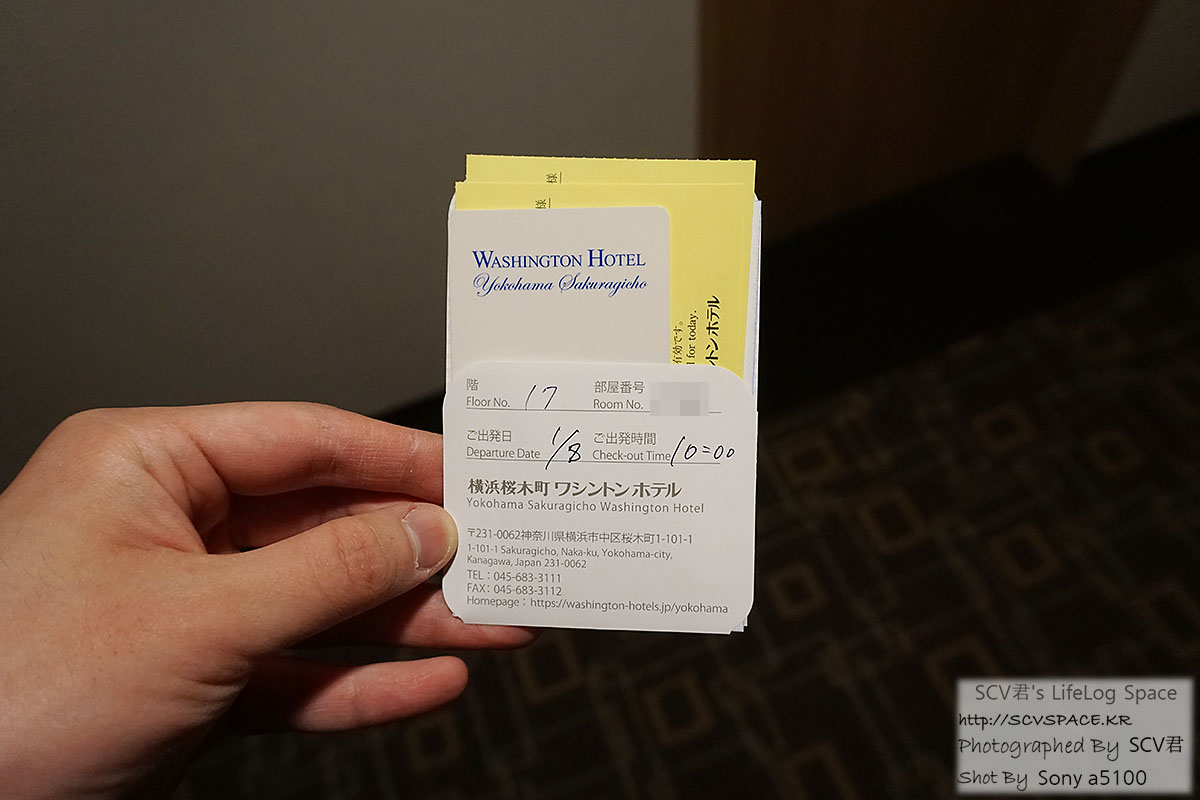 様
様
WASHINGTON HOTEL
Yokohama Sakuragicho
有効です。
for today.
トンホテル
階 部屋番号
Floor No. 17 Room No.
ご出発日 ご出発時間
Departure Date 1/8 Check-out Time 10=00
横浜桜木町 ワシントンホテル
Yokohama Sakuragicho Washington Hotel
〒231-0062神奈川県横浜市中区桜木町1-101-1
1-101-1 Sakuragicho, Naka-ku, Yokohama-city,
Kanagawa, Japan 231-0062
TEL：045-683-3111
FAX：045-683-3112
Homepage：https://washington-hotels.jp/yokohama
SCV君's LifeLog Space
http://SCVSPACE.KR
Photographed By SCV君
Shot By Sony a5100